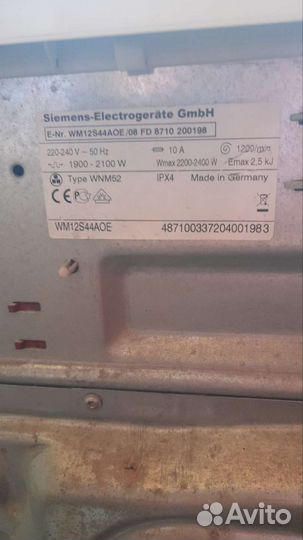 Siemens-Electrogeräte GmbH
E-Nr. WM12S44AOE /08 FD 8710 200198
220-240 V ~ 50 Hz 10 A 1200/min
1900 - 2100 W Wmax 2200-2400 W Emax 2,5 kJ
Type WNM52 IPX4 Made in Germany
CE
WM12S44AOE 487100337204001983
Avito